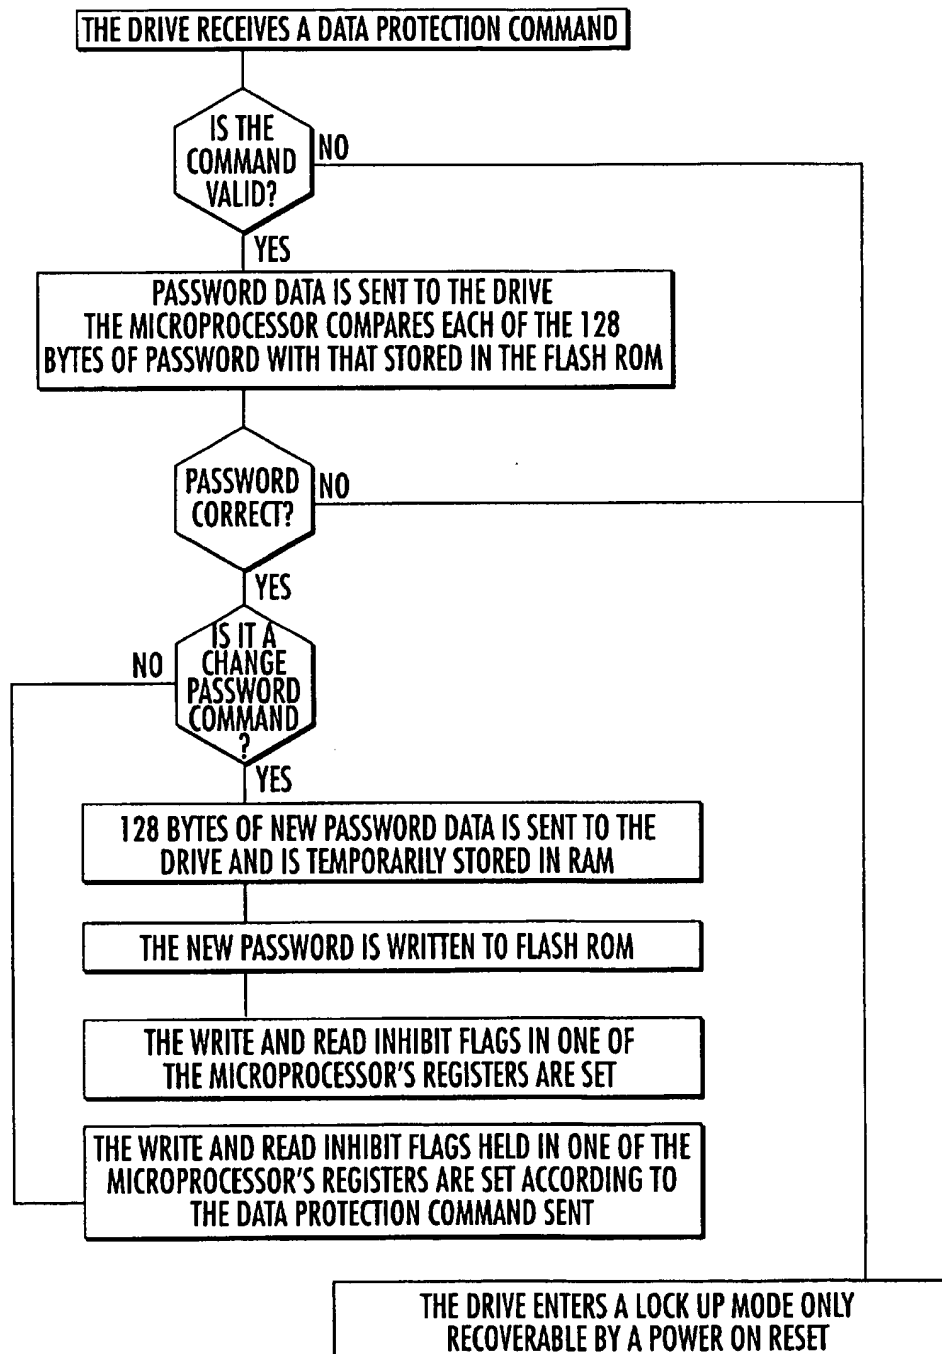 THE DRIVE RECEIVES A DATA PROTECTION COMMAND
IS THE
COMMAND
VALID?
NO
YES
PASSWORD DATA IS SENT TO THE DRIVE
THE MICROPROCESSOR COMPARES EACH OF THE 128
BYTES OF PASSWORD WITH THAT STORED IN THE FLASH ROM
PASSWORD
CORRECT?
NO
YES
IS IT A
CHANGE
PASSWORD
COMMAND
?
NO
YES
128 BYTES OF NEW PASSWORD DATA IS SENT TO THE
DRIVE AND IS TEMPORARILY STORED IN RAM
THE NEW PASSWORD IS WRITTEN TO FLASH ROM
THE WRITE AND READ INHIBIT FLAGS IN ONE OF
THE MICROPROCESSOR'S REGISTERS ARE SET
THE WRITE AND READ INHIBIT FLAGS HELD IN ONE OF THE
MICROPROCESSOR'S REGISTERS ARE SET ACCORDING TO
THE DATA PROTECTION COMMAND SENT
THE DRIVE ENTERS A LOCK UP MODE ONLY
RECOVERABLE BY A POWER ON RESET